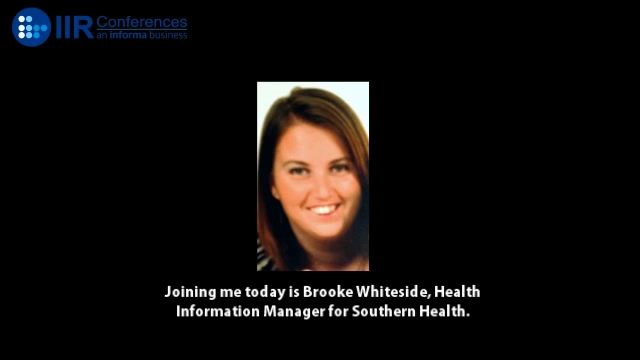 IIR Conferences
an informa business
Joining me today is Brooke Whiteside, Health
Information Manager for Southern Health.